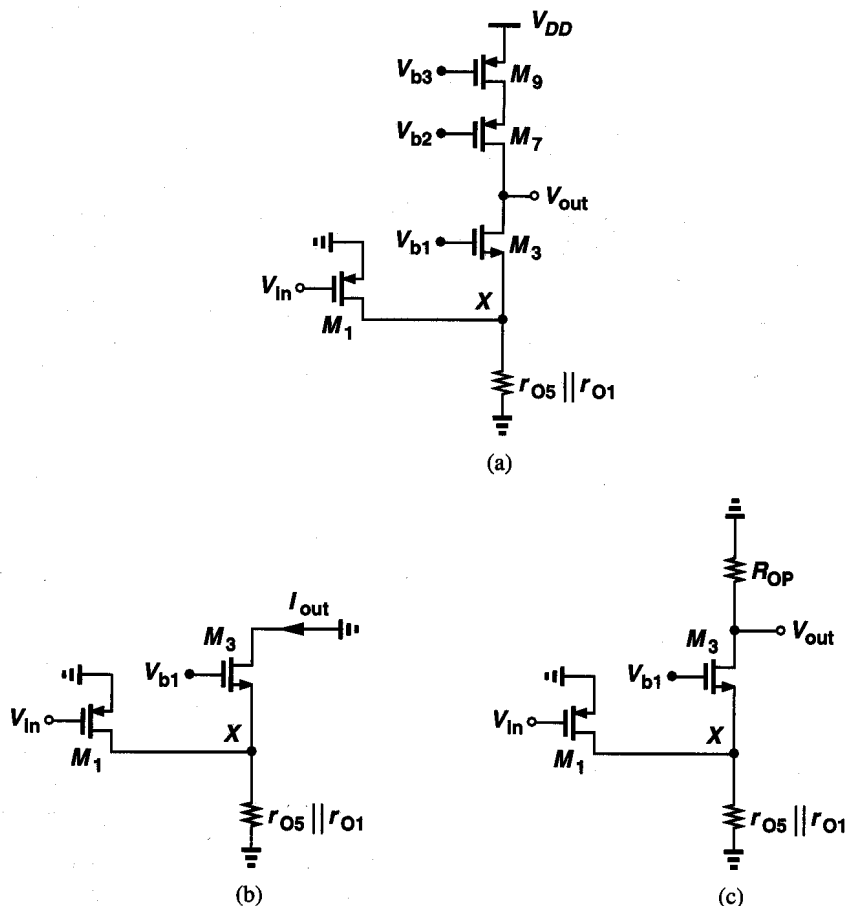 V_DD
V_b3
M_9
V_b2
M_7
V_out
V_b1
M_3
V_in
X
M_1
r_O5 || r_O1
(a)
R_OP
I_out
M_3
V_out
M_3
V_b1
V_b1
V_in
X
M_1
V_in
X
M_1
r_O5 || r_O1
r_O5 || r_O1
(b)
(c)